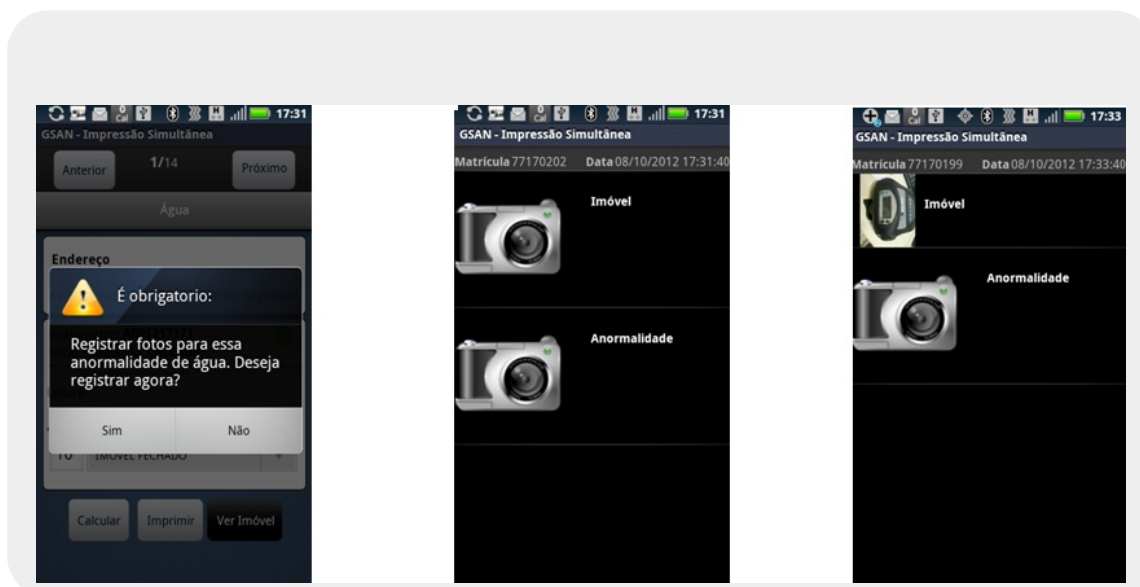 17:31
GSAN - Impressão Simultânea
Anterior
1/14
Próximo
Água
Endereço
É obrigatorio:
Registrar fotos para essa
anormalidade de água. Deseja
registrar agora?
Sim
Não
IMÓVEL FECHADO
Calcular
Imprimir
Ver Imóvel
17:31
GSAN - Impressão Simultânea
Matrícula 77170202 Data 08/10/2012 17:31:40
Imóvel
Anormalidade
17:33
GSAN - Impressão Simultânea
Matrícula 77170199 Data 08/10/2012 17:33:40
Imóvel
Anormalidade